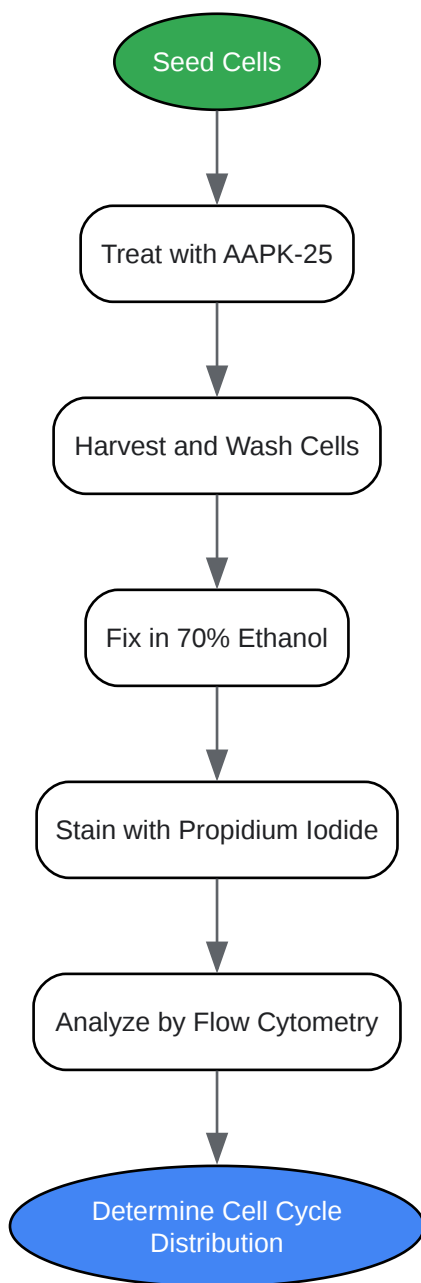 Seed Cells
Treat with AAPK-25
Harvest and Wash Cells
Fix in 70% Ethanol
Stain with Propidium Iodide
Analyze by Flow Cytometry
Determine Cell Cycle
Distribution